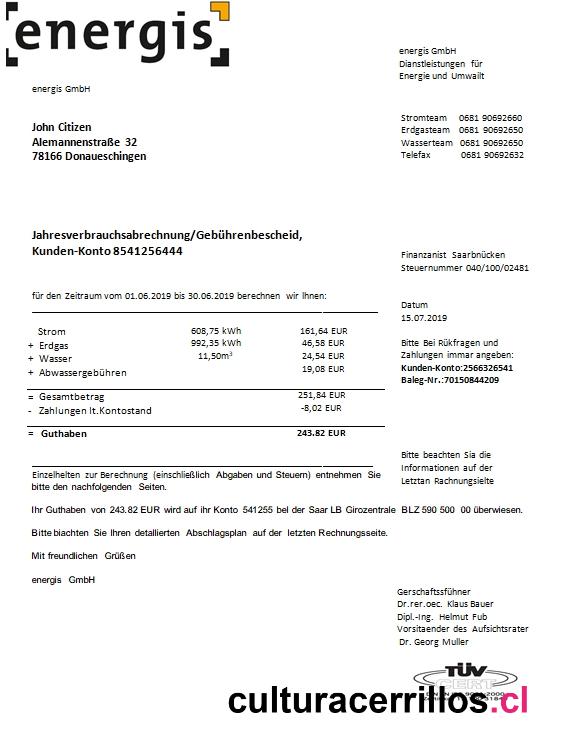 energis
energis GmbH
Dianstleistungen für
Energie und Umwailt
energis GmbH
John Citizen
Alemannenstraße 32
78166 Donaueschingen
Stromteam 0681 90692660
Erdgasteam 0681 90692650
Wasserteam 0681 90692650
Telefax 0681 90692632
Jahresverbrauchsabrechnung/Gebührenbescheid,
Kunden-Konto 8541256444
Finanzanist Saarbnücken
Steuernummer 040/100/02481
für den Zeitraum vom 01.06.2019 bis 30.06.2019 berechnen wir Ihnen:
Datum
15.07.2019
Strom 608,75 kWh 161,64 EUR
+ Erdgas 992,35 kWh 46,58 EUR
+ Wasser 11,50m³ 24,54 EUR
+ Abwassergebühren 19,08 EUR
Bitte Bei Rükfragen und
Zahlungen immar angeben:
Kunden-Konto:2566326541
Baleg-Nr.:70150844209
= Gesamtbetrag 251,84 EUR
- Zahlungen lt.Kontostand -8,02 EUR
= Guthaben 243.82 EUR
Bitte beachten Sia die
Informationen auf der
Letztan Rachnungsielte
Einzelheiten zur Berechnung (einschließlich Abgaben und Steuern) entnehmen Sie
bitte den nachfolgenden Seiten.
Ihr Guthaben von 243.82 EUR wird auf ihr Konto 541255 bel der Saar LB Girozentrale BLZ 590 500 00 überwiesen.
Bitte biachten Sie Ihren detallierten Abschlagsplan auf der letzten Rechnungsseite.
Mit freundlichen Grüßen
energis GmbH
Gerschaftssführer
Dr.rer.oec. Klaus Bauer
Dipl.-Ing. Helmut Fub
Vorsitaender des Aufsichtsrater
Dr. Georg Muller
TÜV
CERT
culturacerrillos.cl